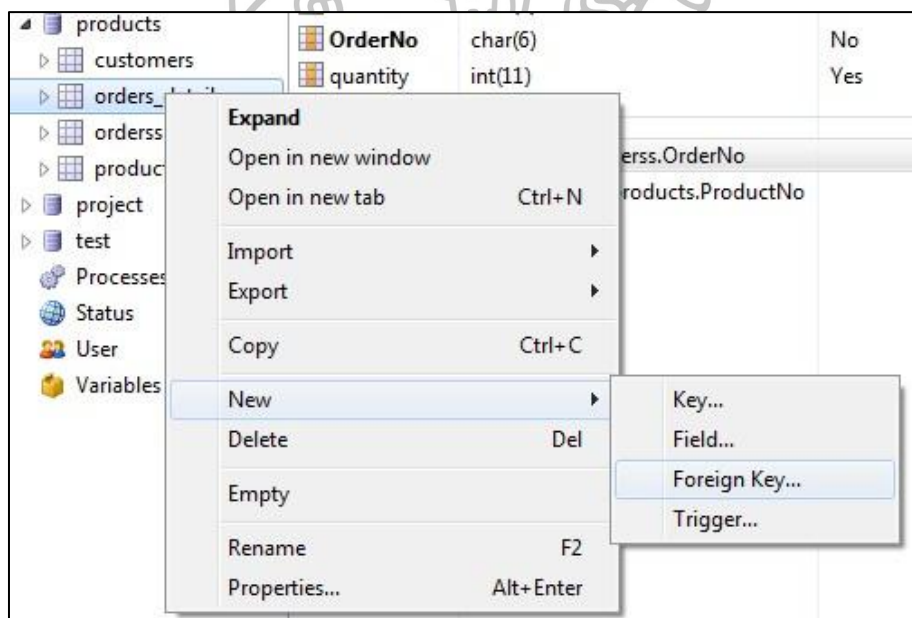 products
customers
orders_
orderss
produc
project
test
Processes
Status
User
Variables
OrderNo char(6) No
quantity int(11) Yes
erss.OrderNo
roducts.ProductNo
Expand
Open in new window
Open in new tab Ctrl+N
Import
Export
Copy Ctrl+C
New
Delete Del
Empty
Rename F2
Properties... Alt+Enter
Key...
Field...
Foreign Key...
Trigger...